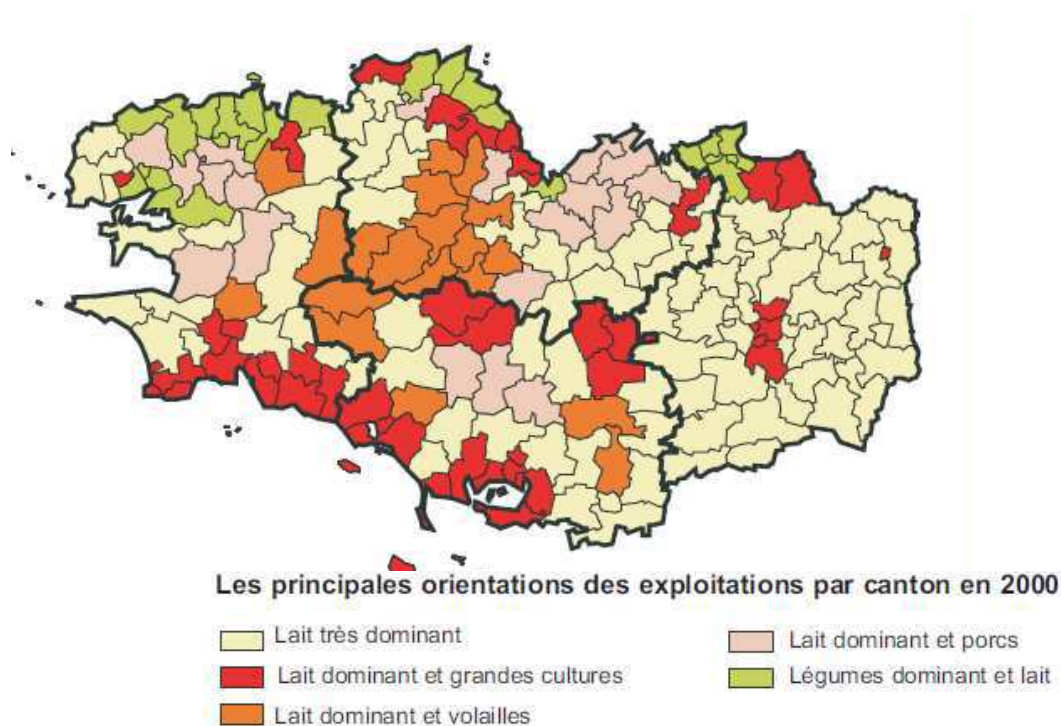 Les principales orientations des exploitations par canton en 2000
Lait très dominant
Lait dominant et grandes cultures
Lait dominant et volailles
Lait dominant et porcs
Légumes dominant et lait